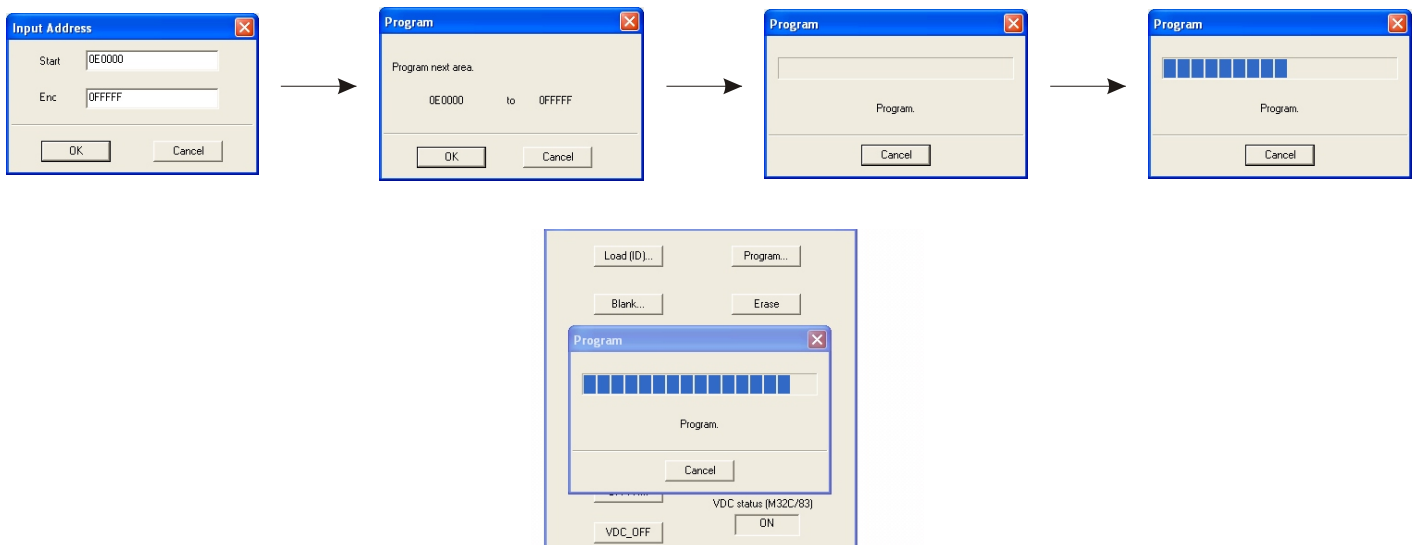 Input Address
Start 0E0000
Enc 0FFFFF
OK Cancel
Program
Program next area.
0E0000 to 0FFFFF
OK Cancel
Program
Program.
Cancel
Program
Program.
Cancel
Load (ID)... Program...
Blank... Erase
Program
Program.
Cancel
VDC status (M32C/83)
ON
VDC_OFF